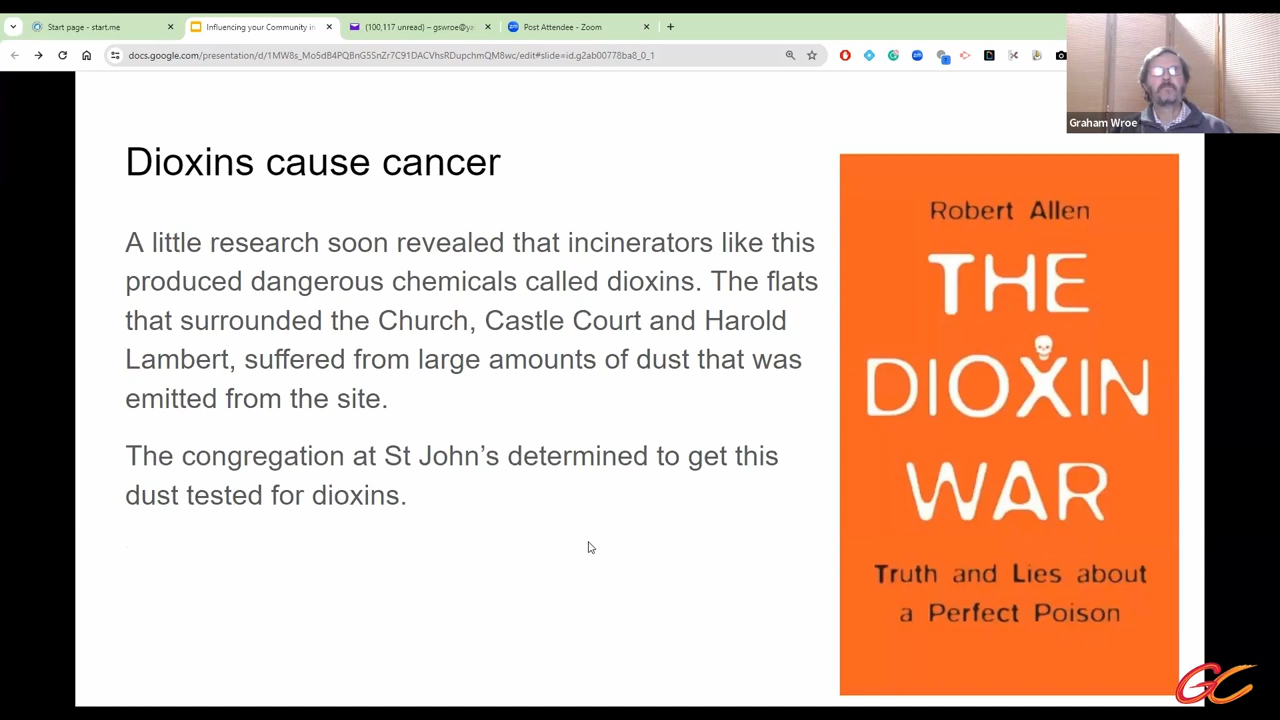 Start page - start.me
Influencing your Community in
(100,117 unread) – gswroe@ya
Post Attendee - Zoom
docs.google.com/presentation/d/1MW8s_MoSdB4PQBnG5SnZr7C91DACVhsRDupchmQM8wc/edit#slide=id.g2ab00778ba8_0_1
Graham Wroe
Dioxins cause cancer
A little research soon revealed that incinerators like this
produced dangerous chemicals called dioxins. The flats
that surrounded the Church, Castle Court and Harold
Lambert, suffered from large amounts of dust that was
emitted from the site.
The congregation at St John’s determined to get this
dust tested for dioxins.
Robert Allen
THE
DIOXIN
WAR
Truth and Lies about
a Perfect Poison
GC